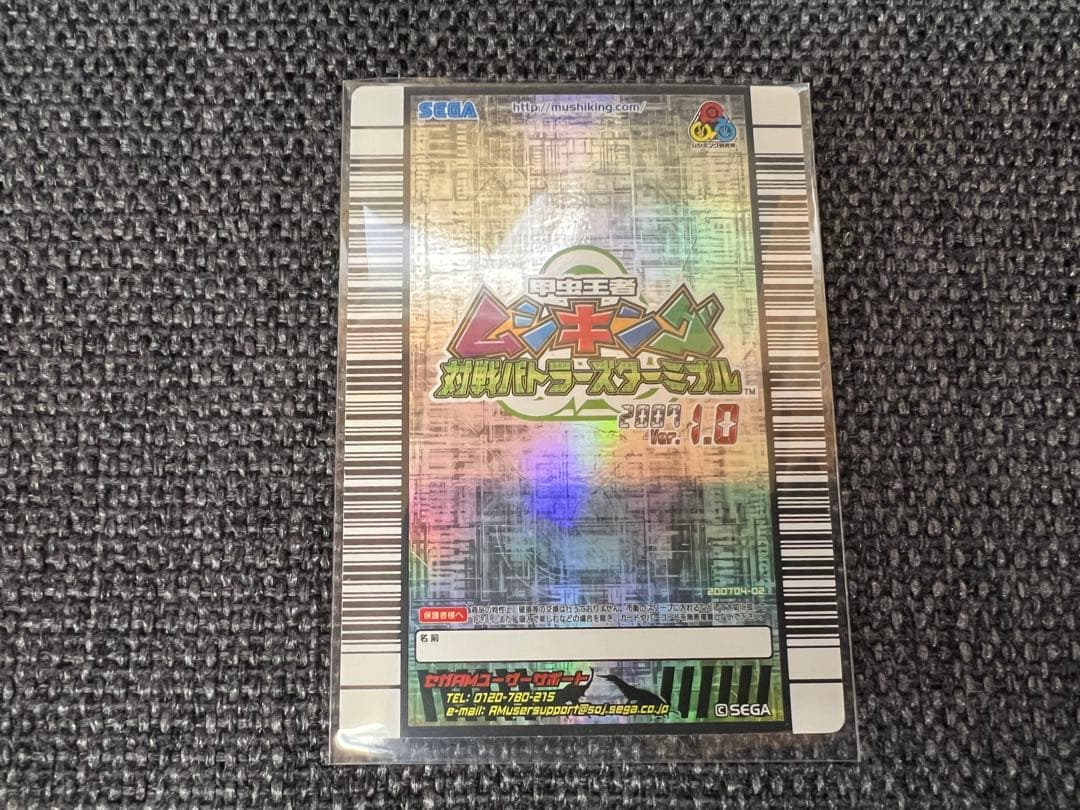 SEGA
http://mushiking.com/
甲虫王者
ムシキング
対戦バトラーズターミナル™
2007
Ver. 1.0
200704-02
保護者様へ
名前
セガAMユーザーサポート
TEL: 0120-780-215
e-mail: AMusersupport@soj.sega.co.jp
© SEGA